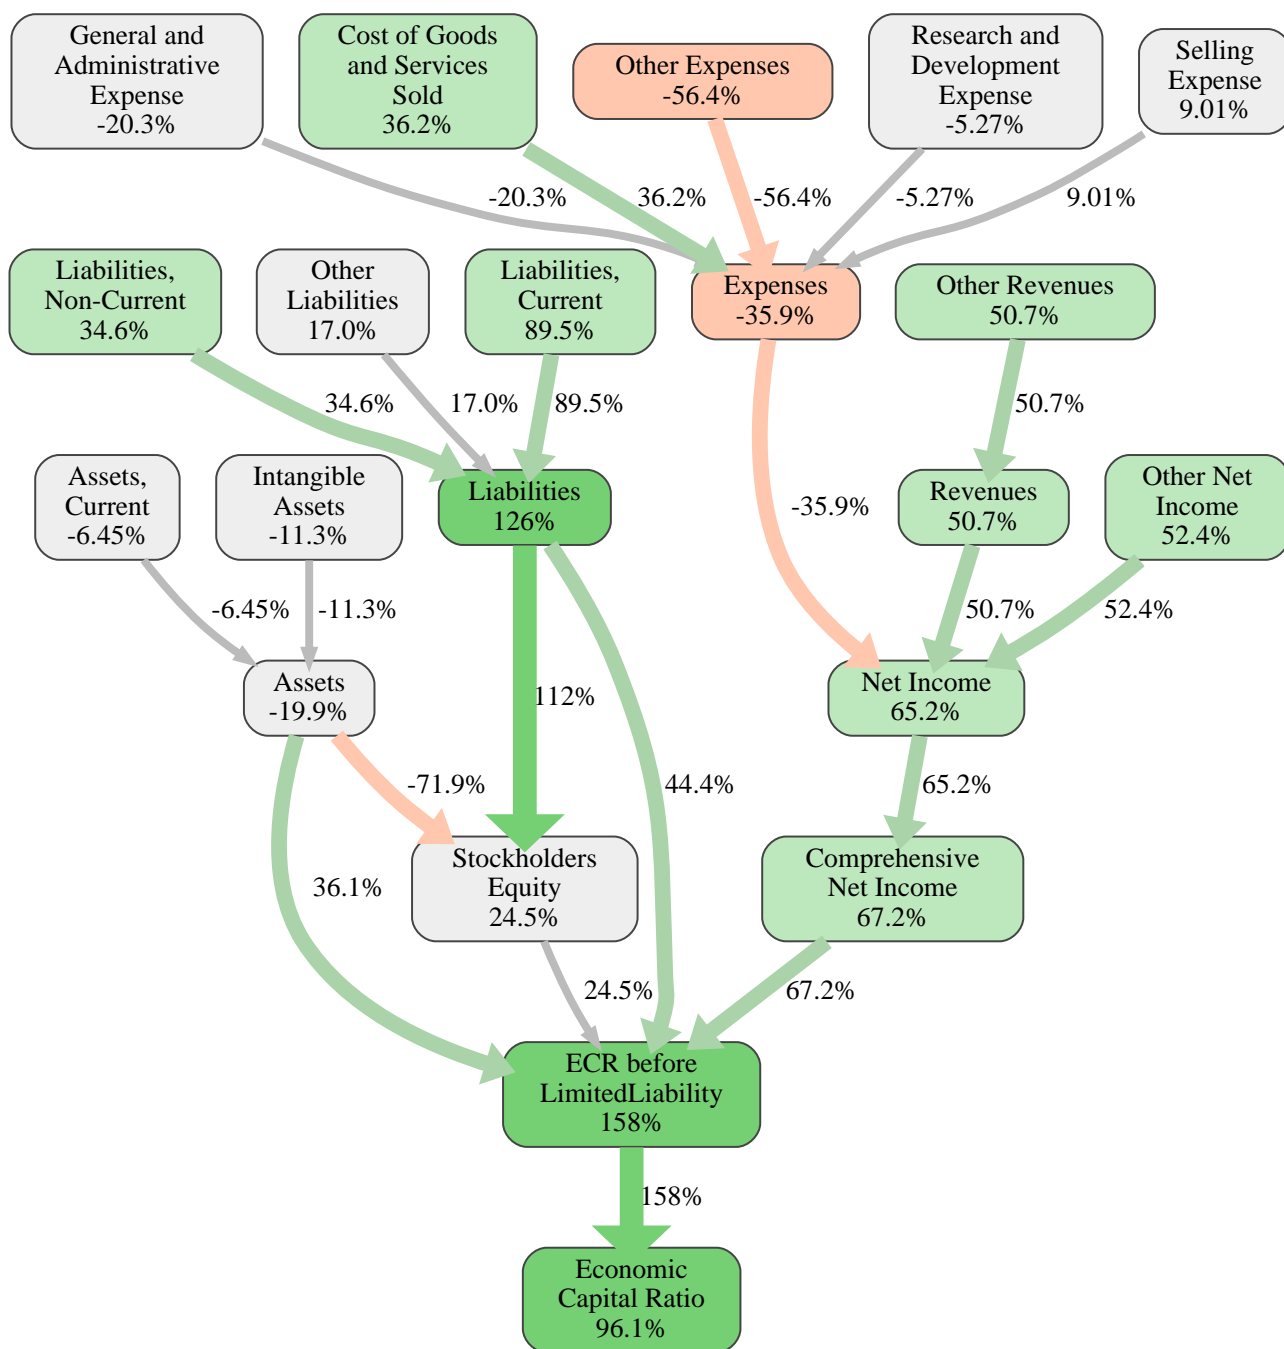 General and
Administrative
Expense
-20.3%
Cost of Goods
and Services
Sold
36.2%
Other Expenses
-56.4%
Research and
Development
Expense
-5.27%
Selling
Expense
9.01%
-20.3%
36.2%
-56.4%
-5.27%
9.01%
Liabilities,
Non-Current
34.6%
Other
Liabilities
17.0%
Liabilities,
Current
89.5%
Expenses
-35.9%
Other Revenues
50.7%
34.6%
17.0%
89.5%
50.7%
Assets,
Current
-6.45%
Intangible
Assets
-11.3%
Liabilities
126%
-35.9%
Revenues
50.7%
Other Net
Income
52.4%
-6.45%
-11.3%
50.7%
52.4%
Assets
-19.9%
112%
Net Income
65.2%
-71.9%
44.4%
65.2%
36.1%
Stockholders
Equity
24.5%
Comprehensive
Net Income
67.2%
24.5%
67.2%
ECR before
LimitedLiability
158%
158%
Economic
Capital Ratio
96.1%